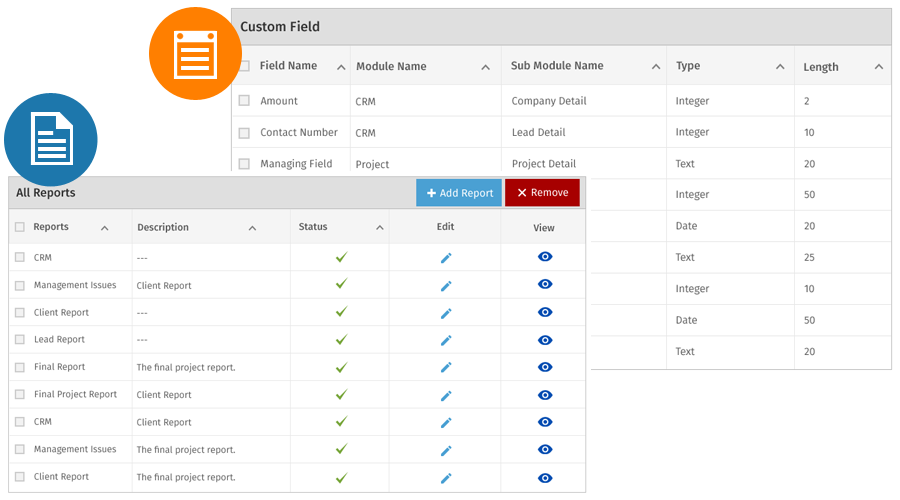 Custom Field
Field Name Module Name Sub Module Name Type Length
Amount CRM Company Detail Integer 2
Contact Number CRM Lead Detail Integer 10
Managing Field Project Project Detail Text 20
Integer 50
Date 20
Text 25
Integer 10
Date 50
Text 20
All Reports + Add Report × Remove
Reports Description Status Edit View
CRM ---
Management Issues Client Report
Client Report ---
Lead Report ---
Final Report The final project report.
Final Project Report Client Report
CRM Client Report
Management Issues The final project report.
Client Report The final project report.